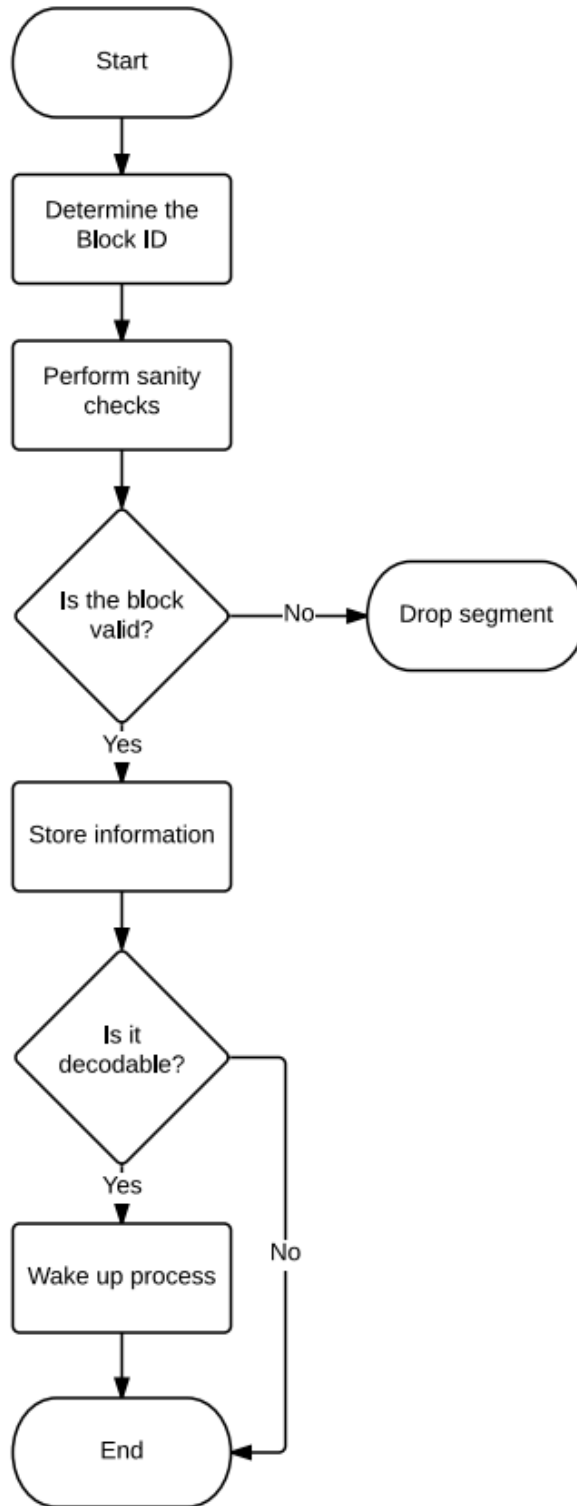 Start
Determine the
Block ID
Perform sanity
checks
Is the block
valid?
No
Drop segment
Yes
Store information
Is it
decodable?
Yes
No
Wake up process
End